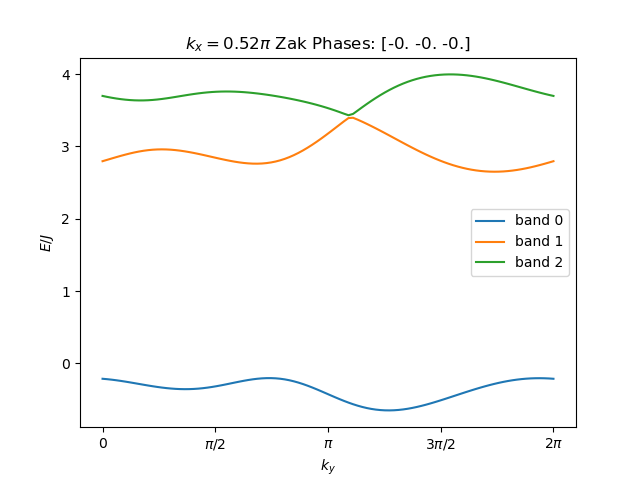 $k_x = 0.52\pi$ Zak Phases: [-0. -0. -0.]
4
3
2
1
0
E/J
band 0
band 1
band 2
0
π/2
π
3π/2
2π
$k_y$